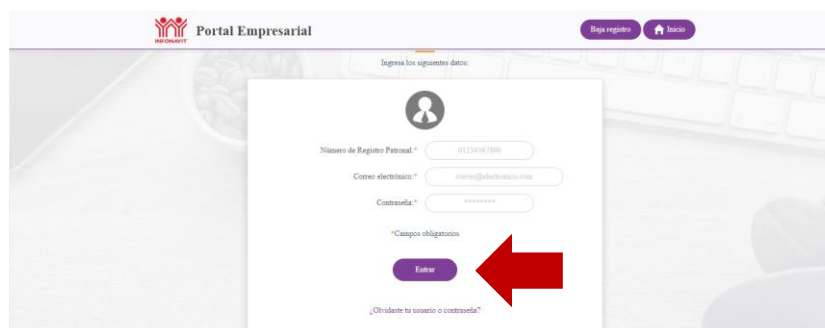 INFONAVIT
Portal Empresarial
Baja registro
Inicio
Ingresa los siguientes datos:
Número de Registro Patronal:*
01234567890
Correo electrónico:*
correo@electronico.com
Contraseña:*
********
*Campos obligatorios
Entrar
¿Olvidaste tu usuario o contraseña?